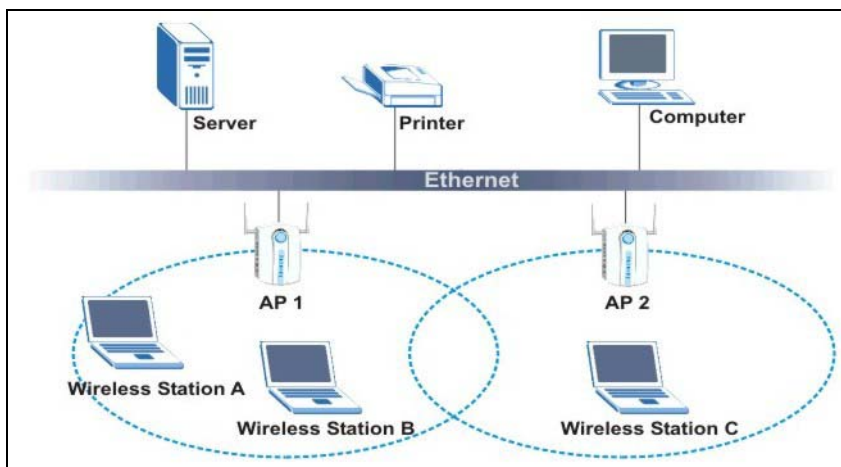 Server
Printer
Computer
Ethernet
AP 1
AP 2
Wireless Station A
Wireless Station B
Wireless Station C